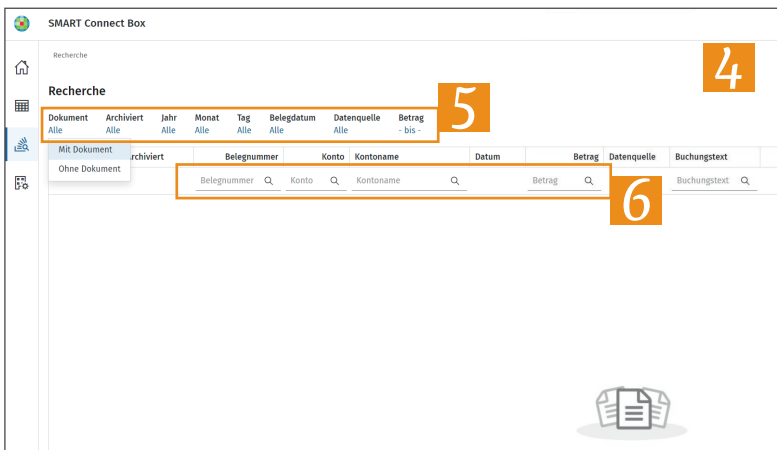 SMART Connect Box
Recherche
4
Recherche
Dokument Archiviert Jahr Monat Tag Belegdatum Datenquelle Betrag
Alle Alle Alle Alle Alle Alle Alle - bis -
5
Mit Dokument
rchiviert Belegnummer Konto Kontoname Datum Betrag Datenquelle Buchungstext
Ohne Dokument
Belegnummer Konto Kontoname Betrag Buchungstext
6